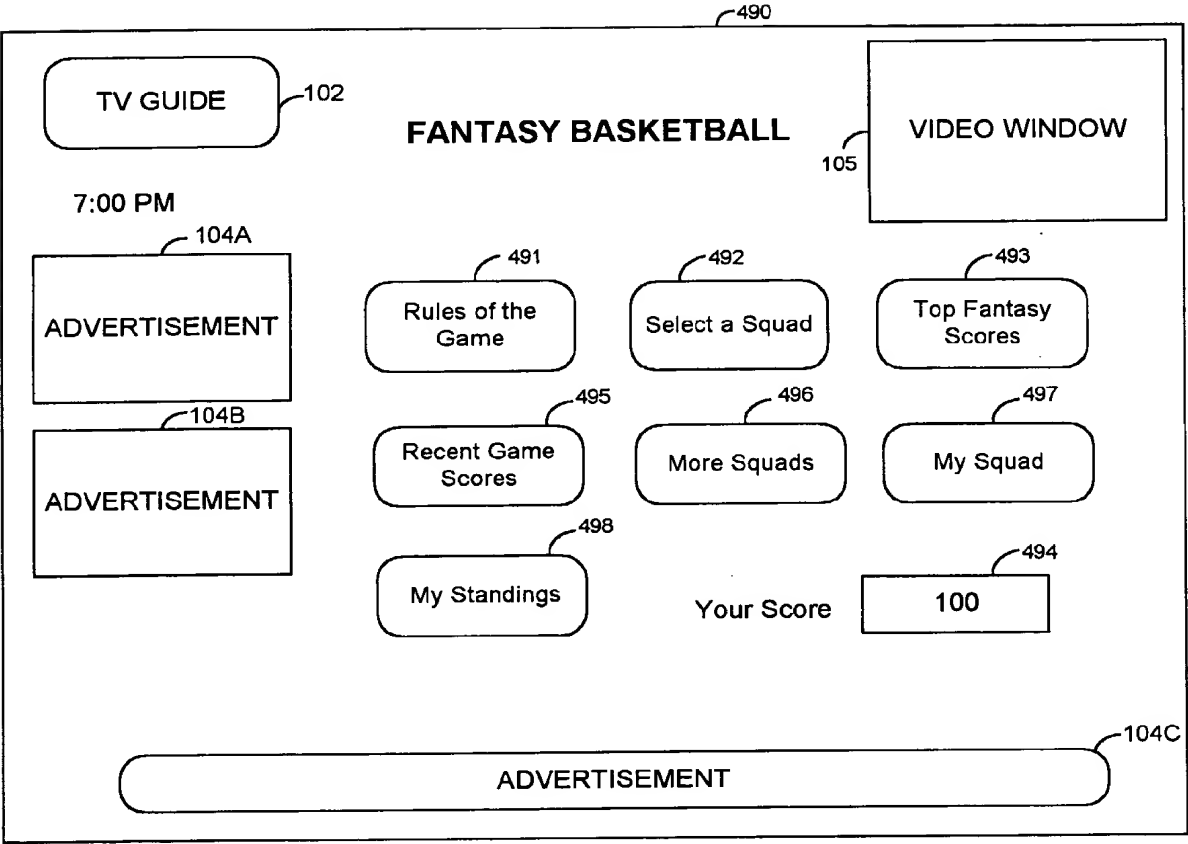 490
TV GUIDE
102
FANTASY BASKETBALL
VIDEO WINDOW
105
7:00 PM
104A
ADVERTISEMENT
491
Rules of the
Game
492
Select a Squad
493
Top Fantasy
Scores
104B
ADVERTISEMENT
495
Recent Game
Scores
496
More Squads
497
My Squad
498
My Standings
Your Score
494
100
104C
ADVERTISEMENT